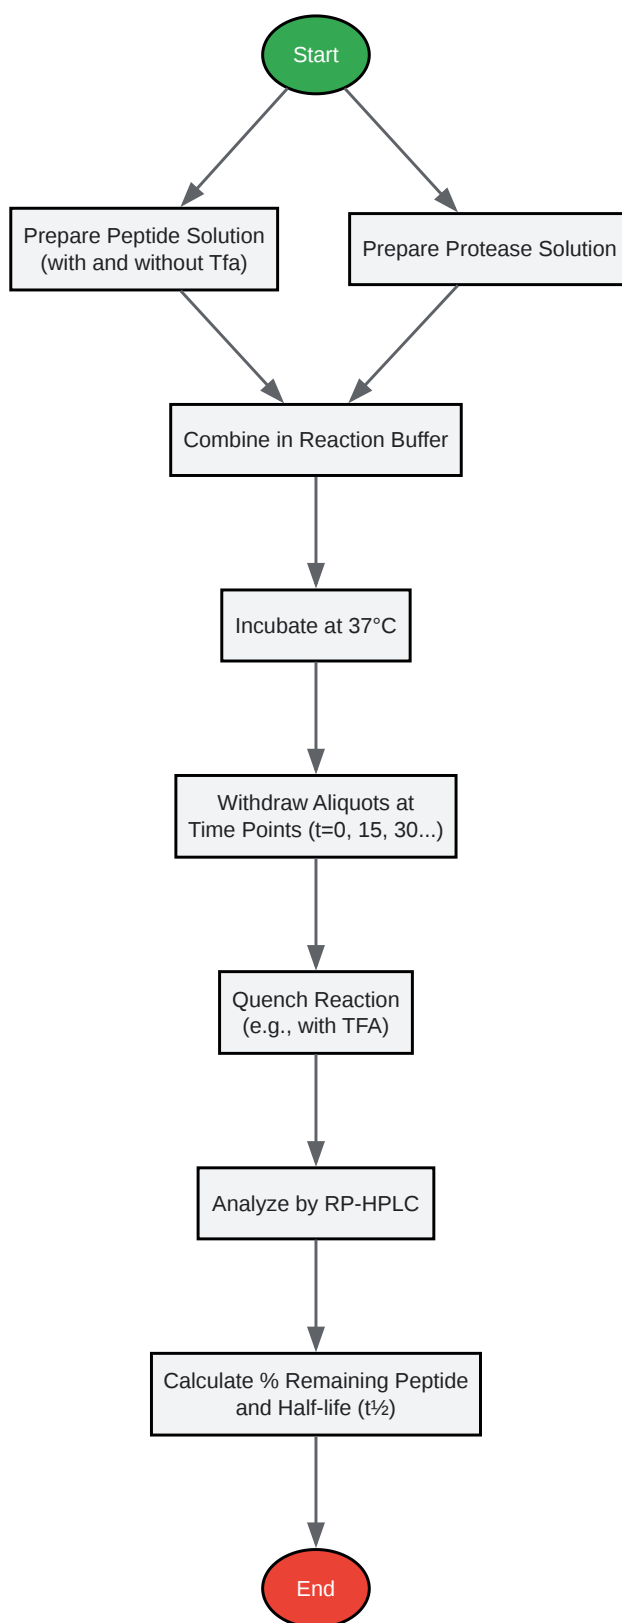 Start
Prepare Peptide Solution
(with and without Tfa)
Prepare Protease Solution
Combine in Reaction Buffer
Incubate at 37°C
Withdraw Aliquots at
Time Points (t=0, 15, 30...)
Quench Reaction
(e.g., with TFA)
Analyze by RP-HPLC
Calculate % Remaining Peptide
and Half-life (t½)
End